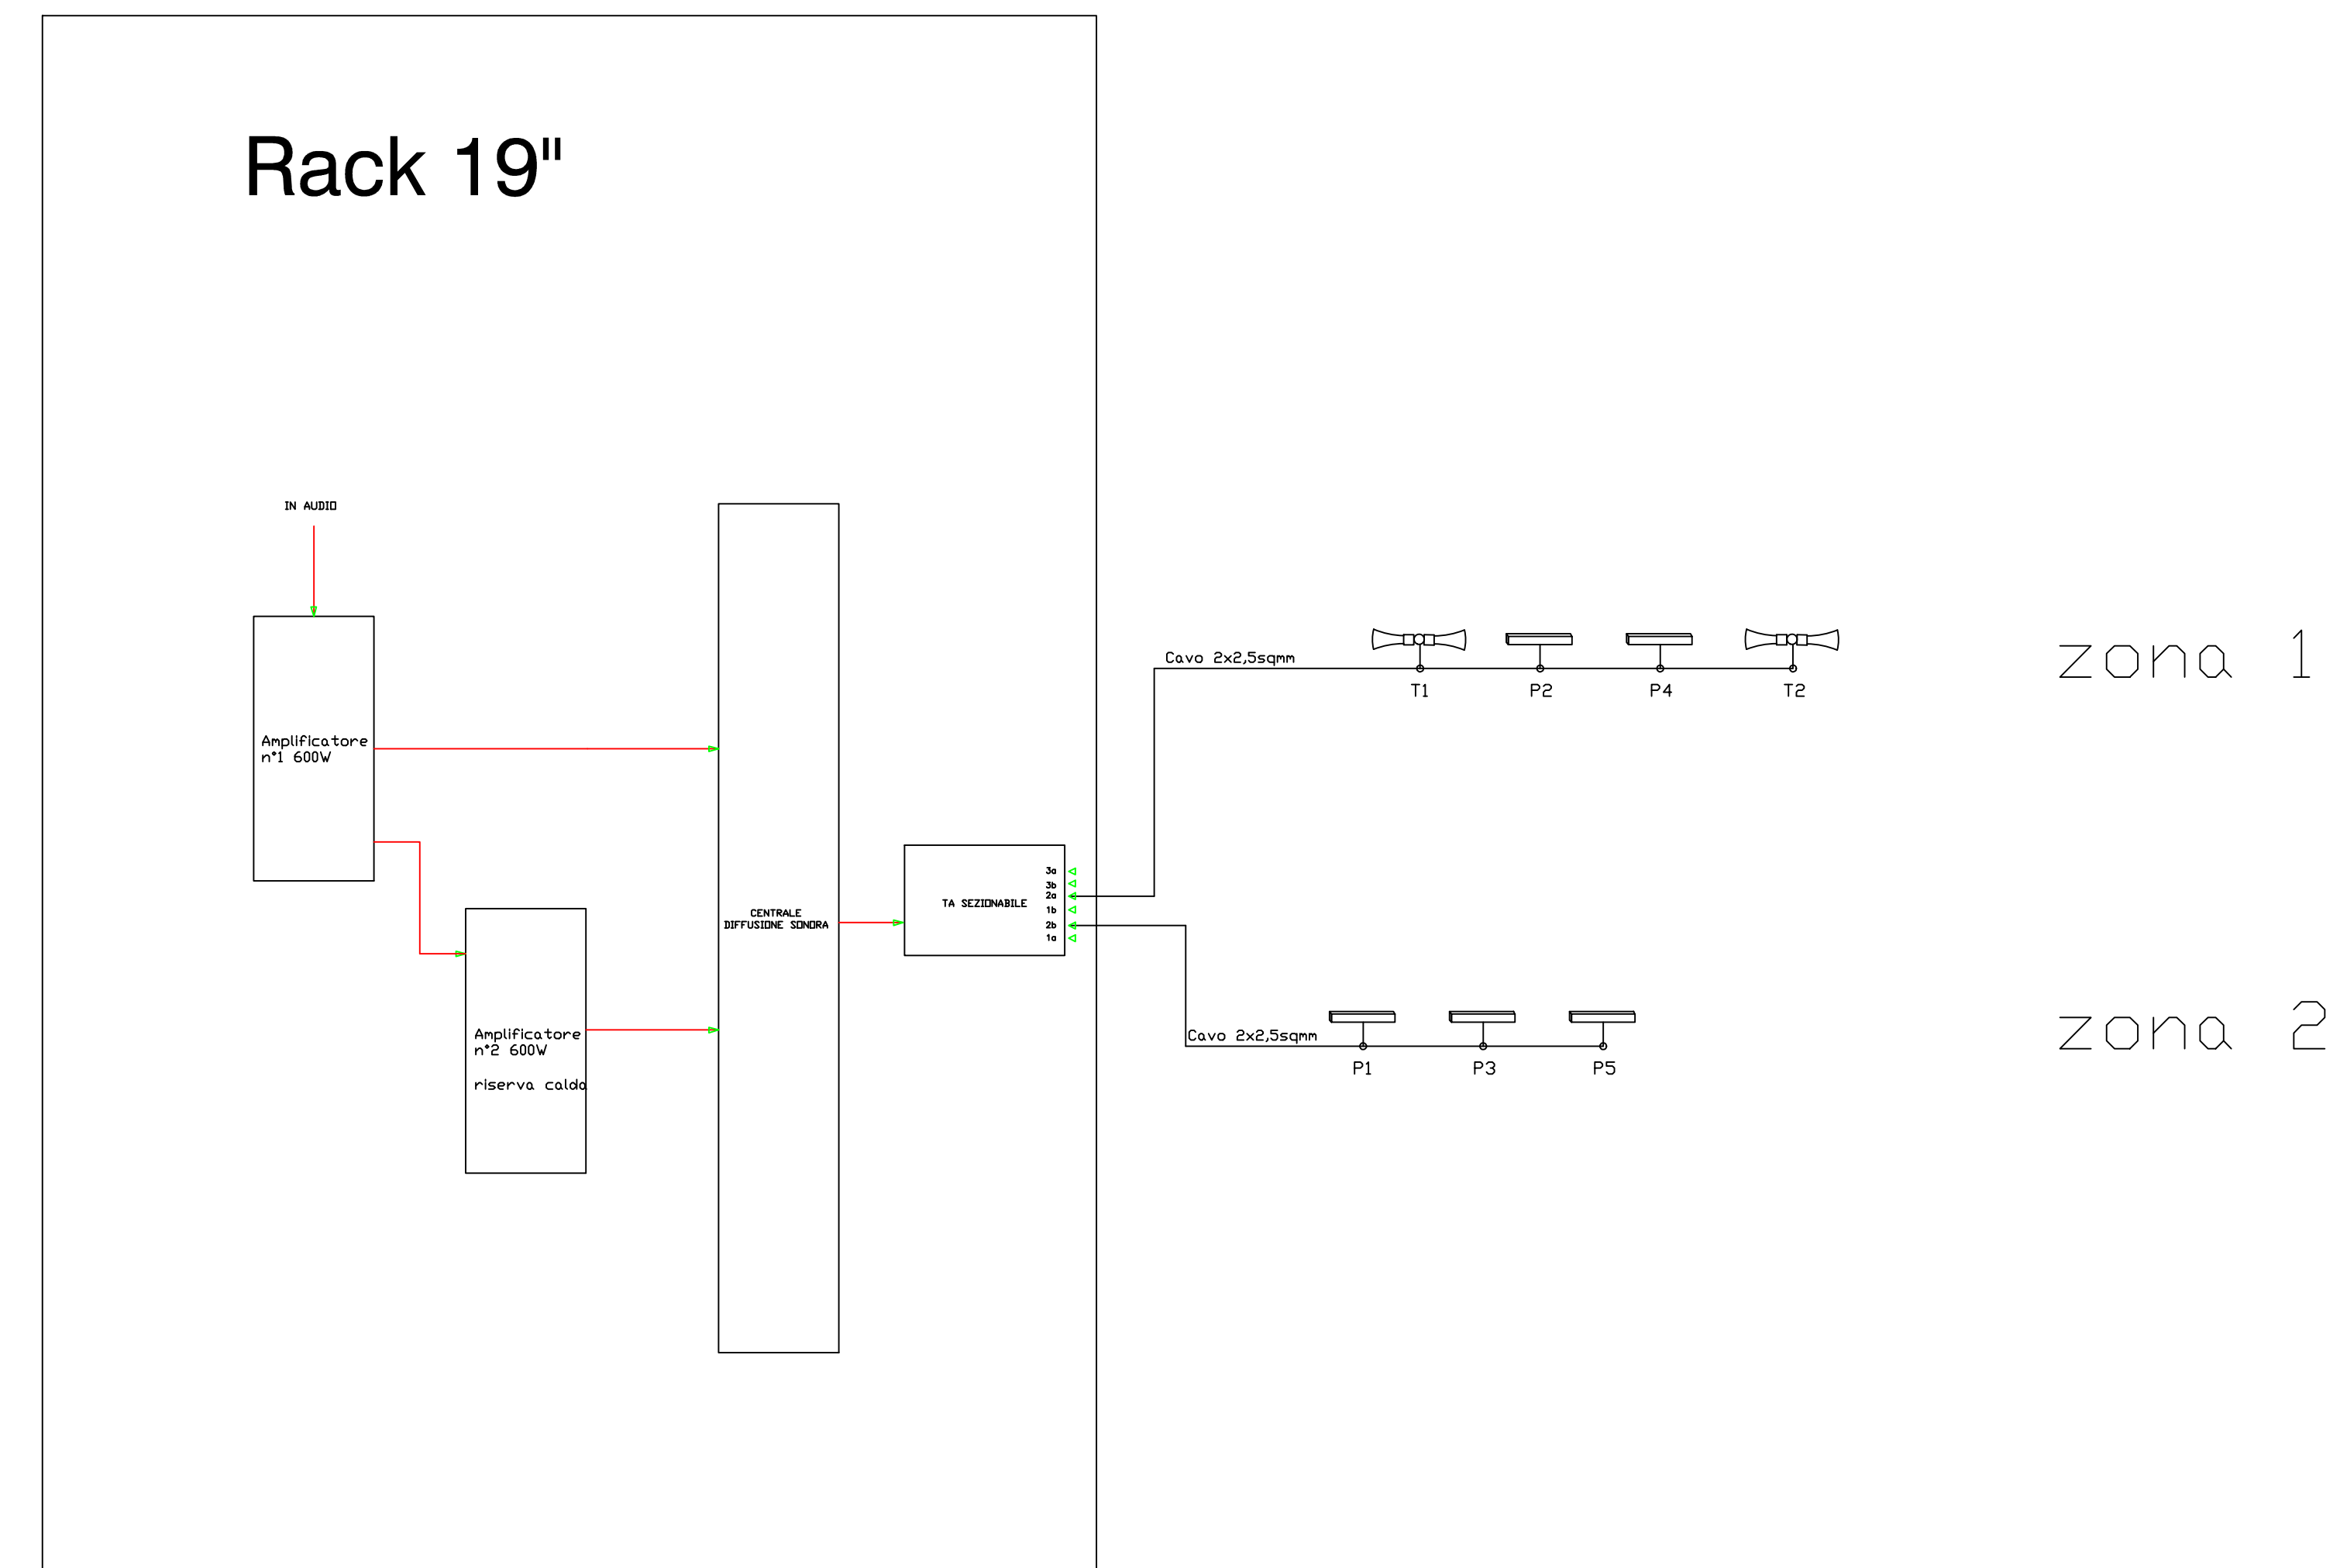 Rack 19"
IN AUDIO
Amplificatore
n°1 600W
Amplificatore
n°2 600W
riserva calda
CENTRALE
DIFFUSIONE SONORA
TA SEZIONABILE
3a
3b
2a
1b
2b
1a
Cavo 2x2,5sqmm
T1
P2
P4
T2
zona 1
Cavo 2x2,5sqmm
P1
P3
P5
zona 2